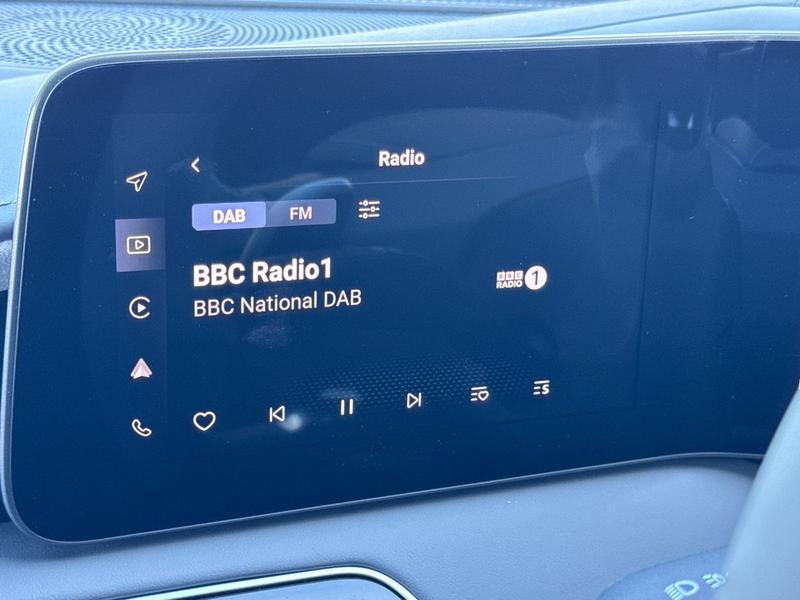 Radio
DAB FM
BBC Radio1
BBC National DAB
BBC
RADIO 1
S